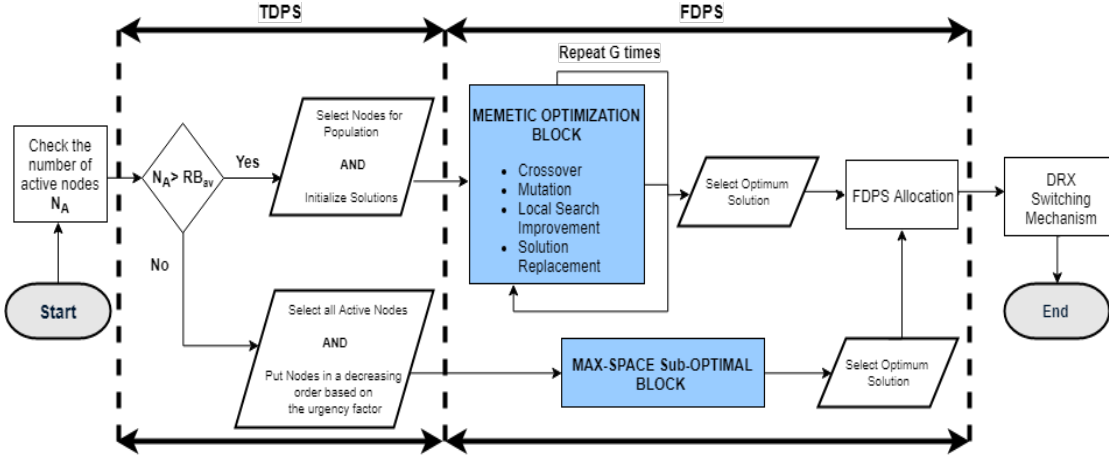 TDPS
FDPS
Repeat G times
Check the
number of
active nodes
N_A
Start
N_A> RB_av
Yes
No
Select Nodes for
Population
AND
Initialize Solutions
Select all Active Nodes
AND
Put Nodes in a decreasing
order based on
the urgency factor
MEMETIC OPTIMIZATION
BLOCK
• Crossover
• Mutation
• Local Search
Improvement
• Solution
Replacement
MAX-SPACE Sub-OPTIMAL
BLOCK
Select Optimum
Solution
Select Optimum
Solution
FDPS Allocation
DRX
Switching
Mechanism
End